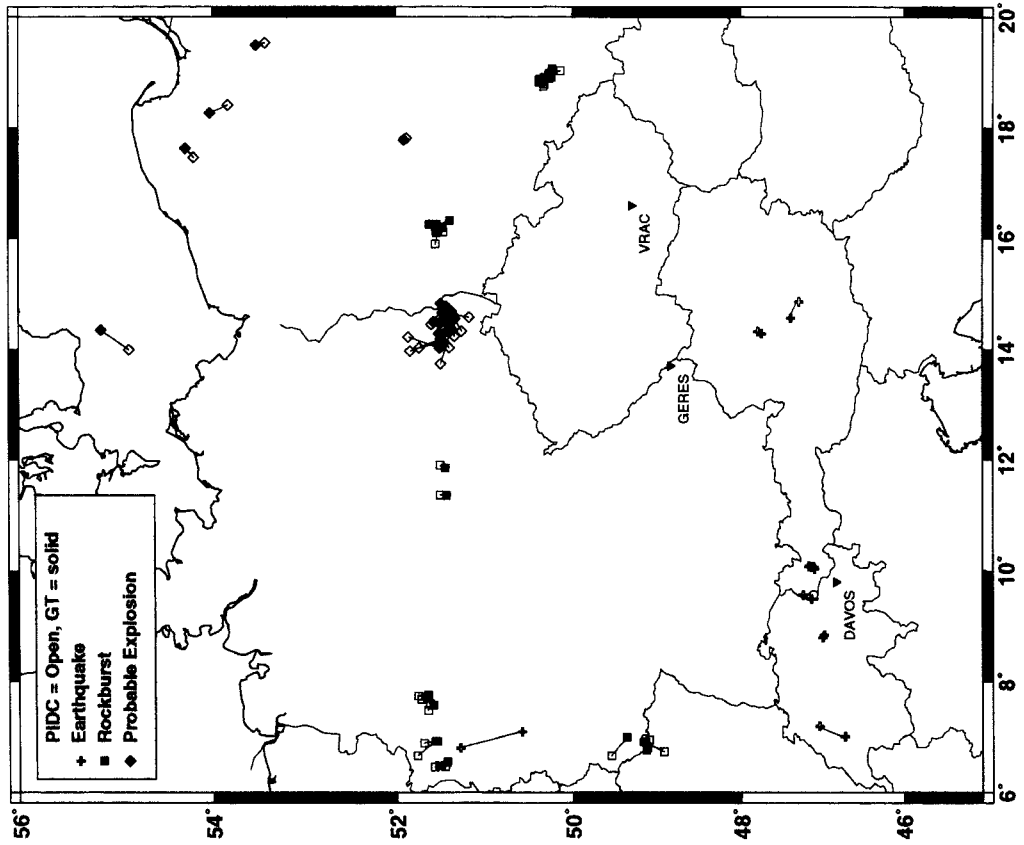 PIDC = Open, GT = solid
Earthquake
Rockburst
Probable Explosion
VRAC
GERES
DAVOS
56°
54°
52°
50°
48°
46°
6°
8°
10°
12°
14°
16°
18°
20°